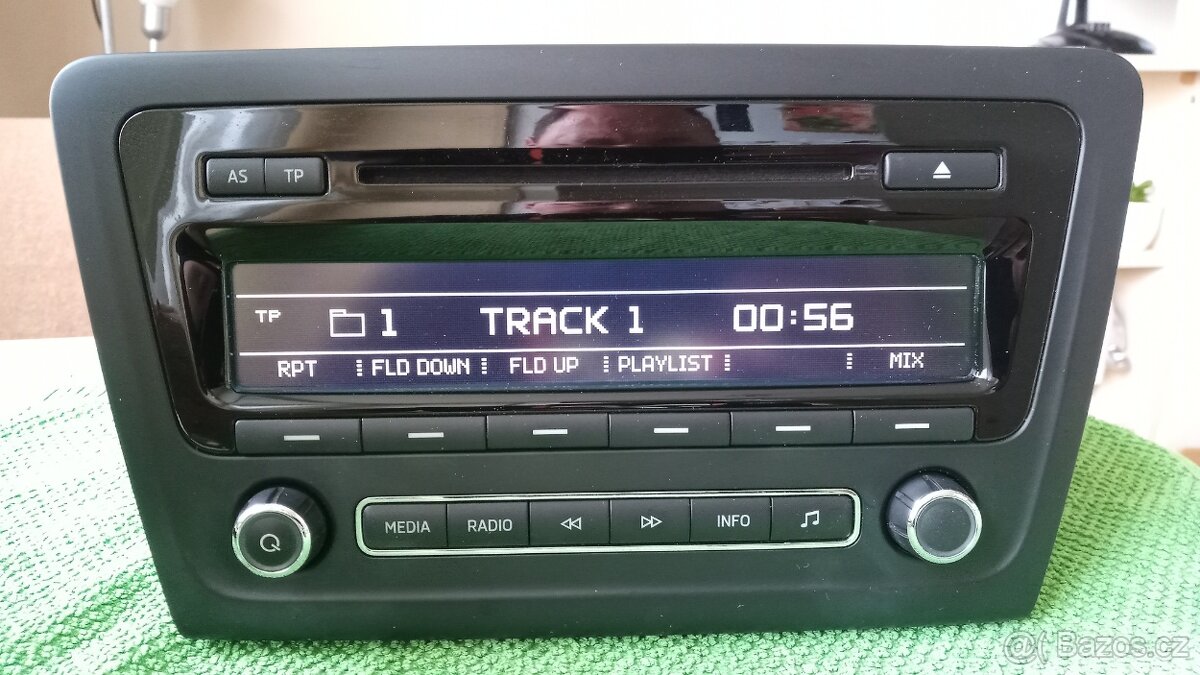 AS TP
TP 1 TRACK 1 00:56
RPT FLD DOWN FLD UP PLAYLIST MIX
MEDIA RADIO INFO
@( Bazos.cz